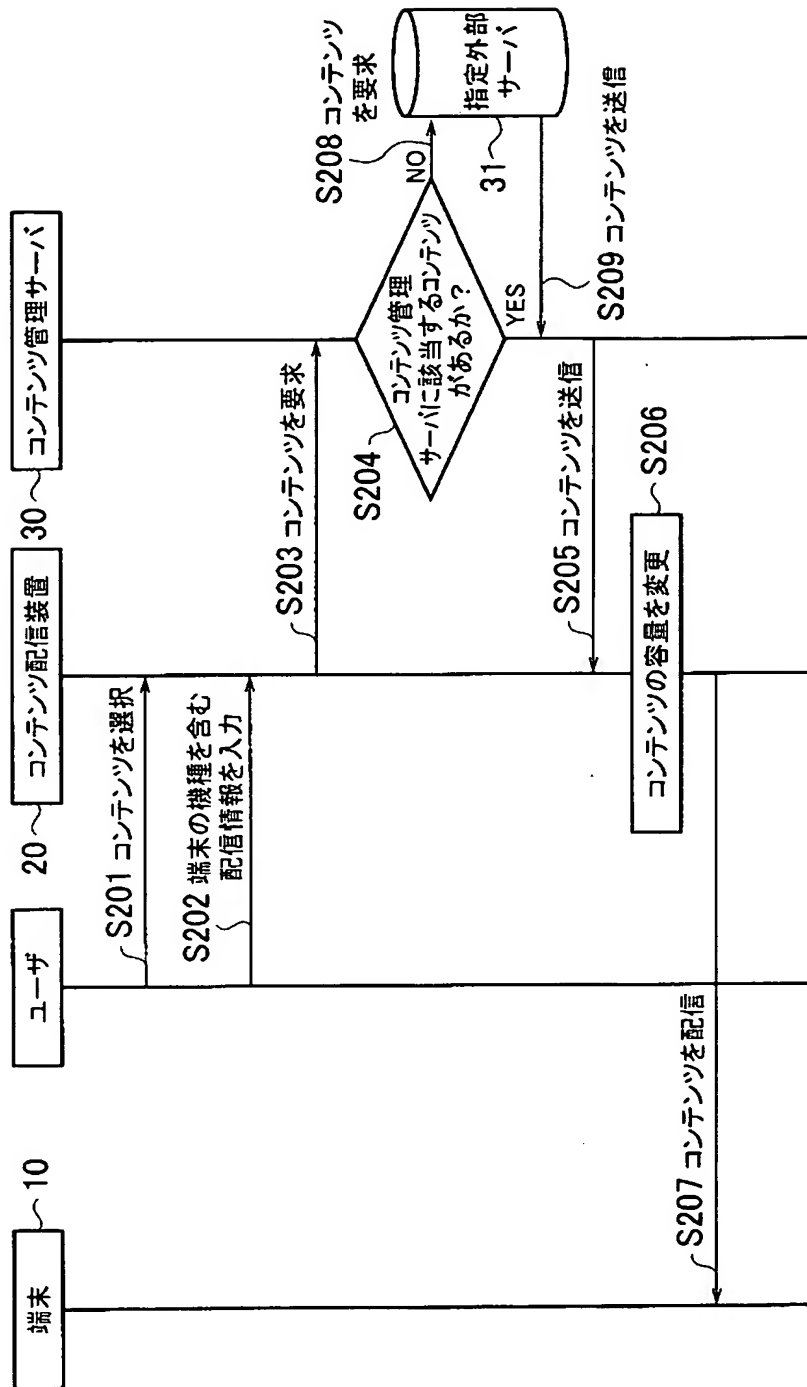 端末
10
ユーザ
コンテンツ配信装置
20
コンテンツ管理サーバ
30
S201 コンテンツを選択
S202 端末の機種を含む
配信情報を入力
S203 コンテンツを要求
コンテンツ管理
サーバに該当するコンテンツ
があるか?
S204
NO
S208 コンテンツ
を要求
指定外部
サーバ
31
YES
S209 コンテンツを送信
S205 コンテンツを送信
コンテンツの容量を変更
S206
S207 コンテンツを配信